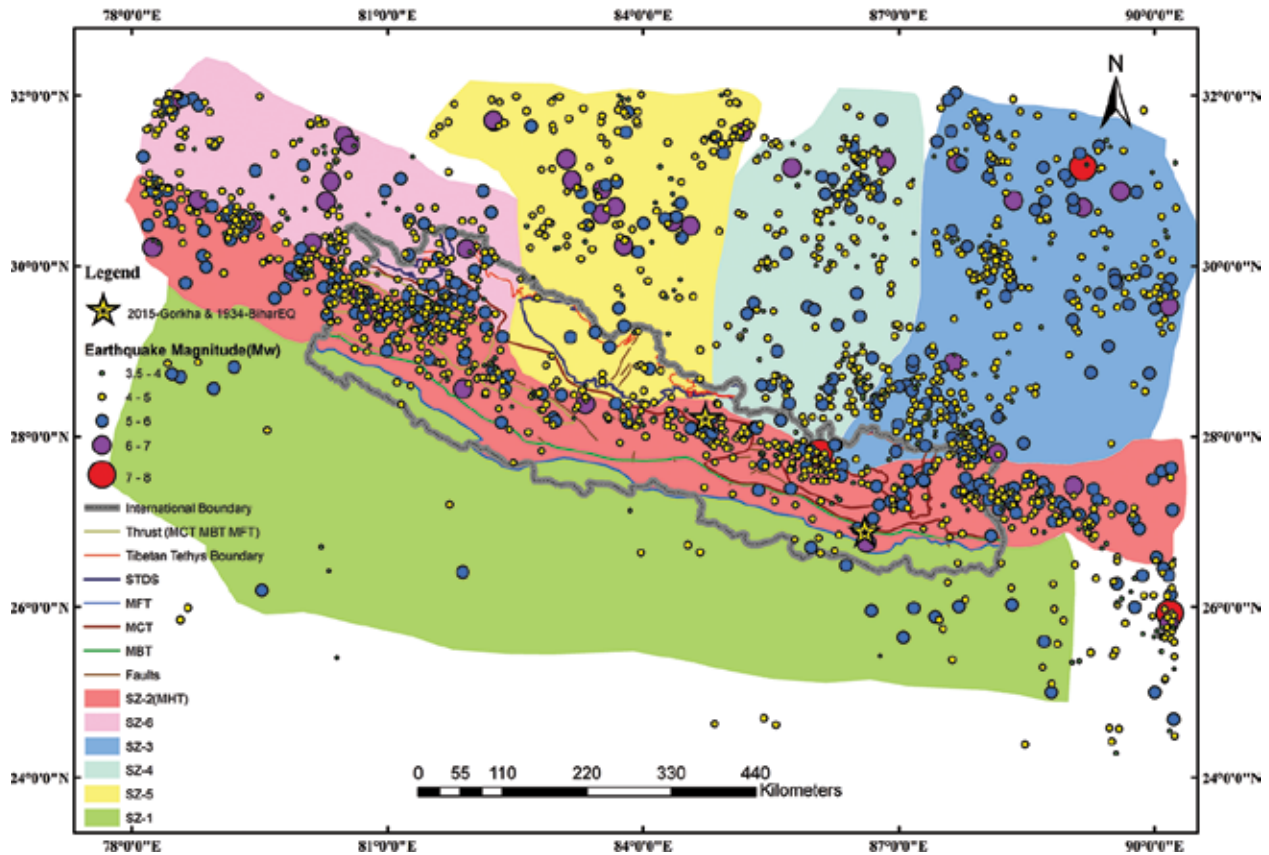 78°0'0"E 81°0'0"E 84°0'0"E 87°0'0"E 90°0'0"E
N
32°0'0"N 32°0'0"N
30°0'0"N 30°0'0"N
28°0'0"N 28°0'0"N
26°0'0"N 26°0'0"N
24°0'0"N 24°0'0"N
Legend
2015-Gorkha & 1934-BiharEQ
Earthquake Magnitude(Mw)
3.5 - 4
4 - 5
5 - 6
6 - 7
7 - 8
International Boundary
Thrust (MCT MBT MFT)
Tibetan Tethys Boundary
STDS
MFT
MCT
MBT
Faults
SZ-2(MHT)
SZ-6
SZ-3
SZ-4
SZ-5
SZ-1
0 55 110 220 330 440
Kilometers
78°0'0"E 81°0'0"E 84°0'0"E 87°0'0"E 90°0'0"E